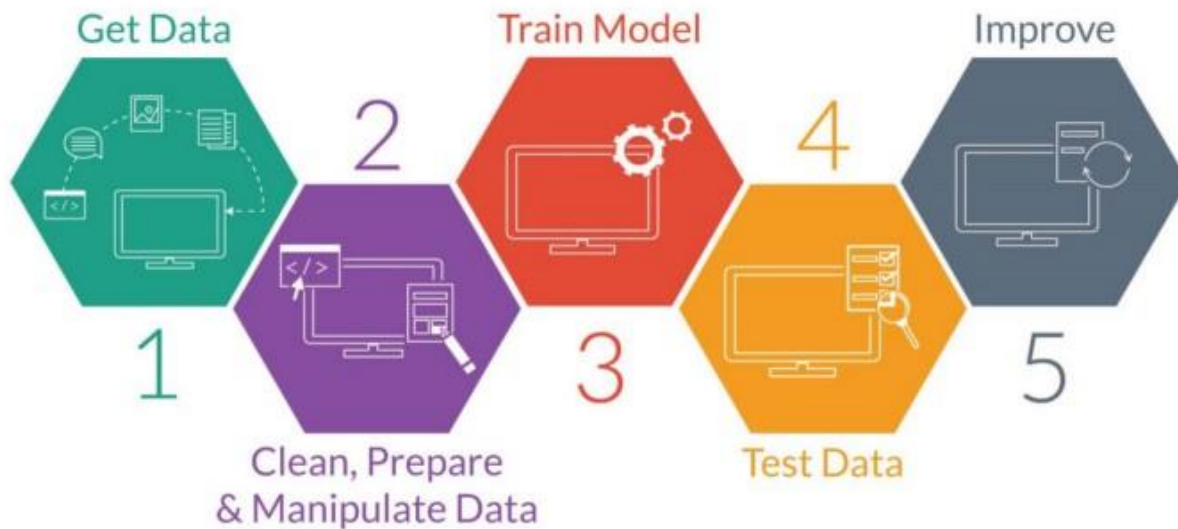 Get Data
1
2
Clean, Prepare
& Manipulate Data
Train Model
3
4
Test Data
Improve
5
</>
</>